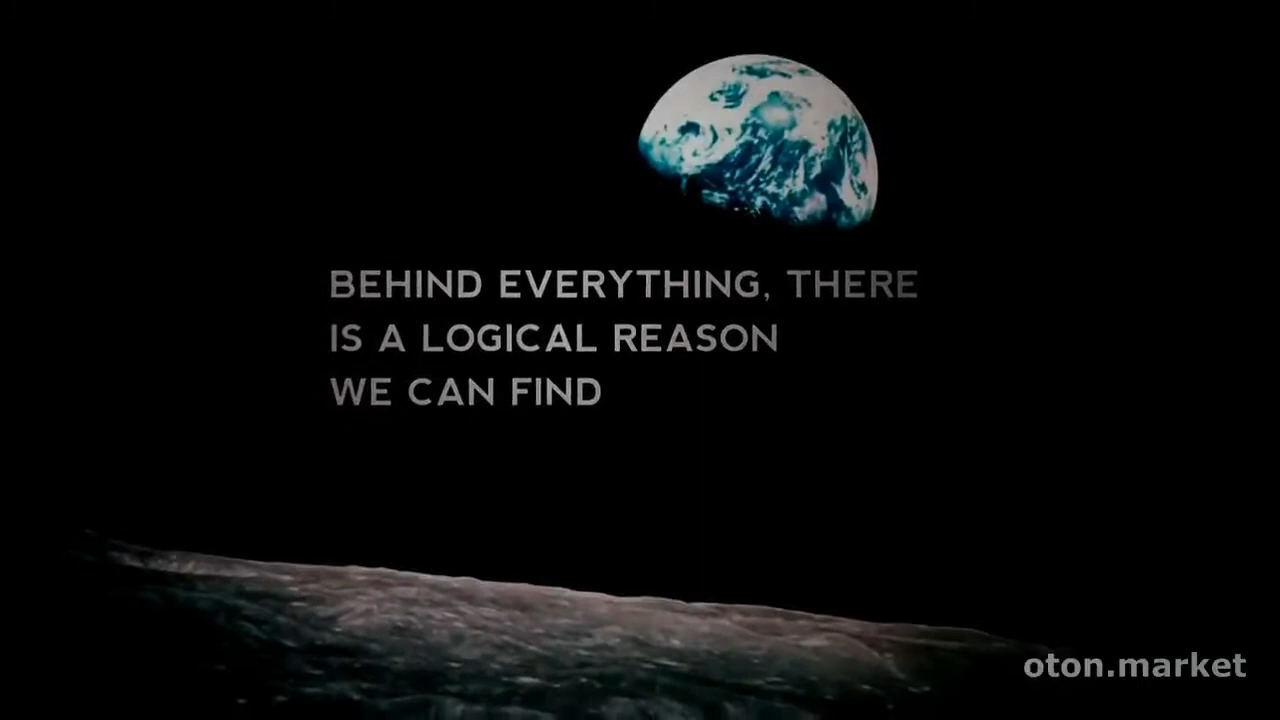 BEHIND EVERYTHING, THERE
IS A LOGICAL REASON
WE CAN FIND
oton.market